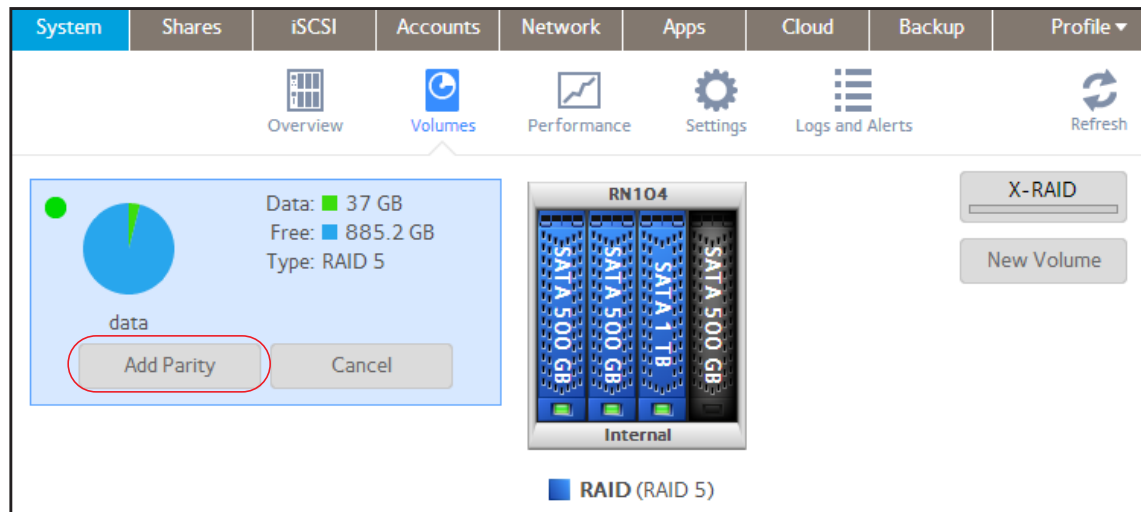 System Shares iSCSI Accounts Network Apps Cloud Backup Profile
Overview Volumes Performance Settings Logs and Alerts Refresh
Data: 37 GB
Free: 885.2 GB
Type: RAID 5
data
Add Parity Cancel
RN104
SATA 500 GB
SATA 500 GB
SATA 1 TB
SATA 500 GB
Internal
RAID (RAID 5)
X-RAID
New Volume